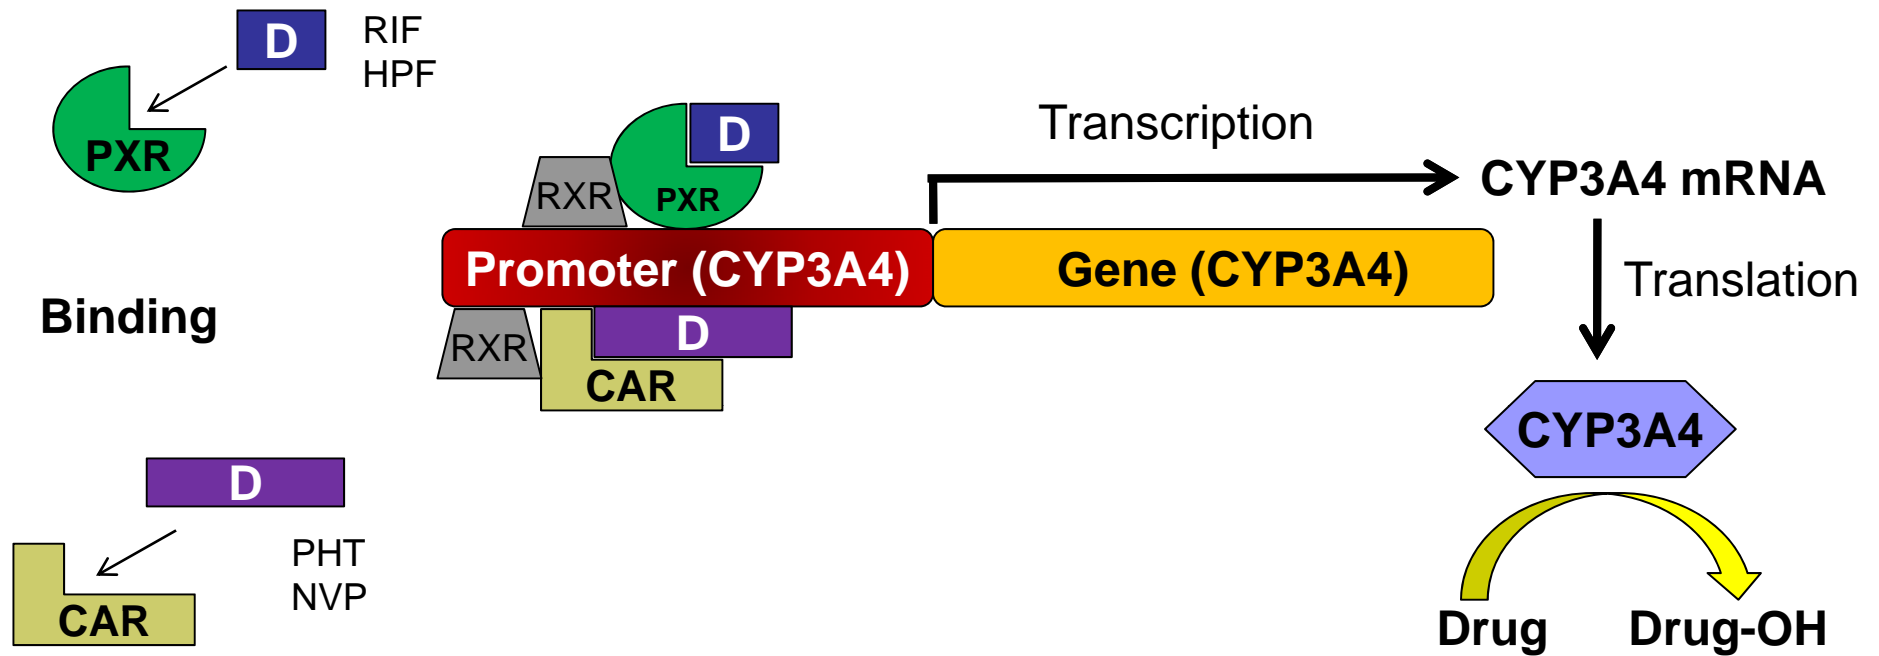 D
RIF
HPF
PXR
Binding
D
PHT
NVP
CAR
D
RXR
PXR
Promoter (CYP3A4)
Gene (CYP3A4)
RXR
D
CAR
Transcription
CYP3A4 mRNA
Translation
CYP3A4
Drug
Drug-OH